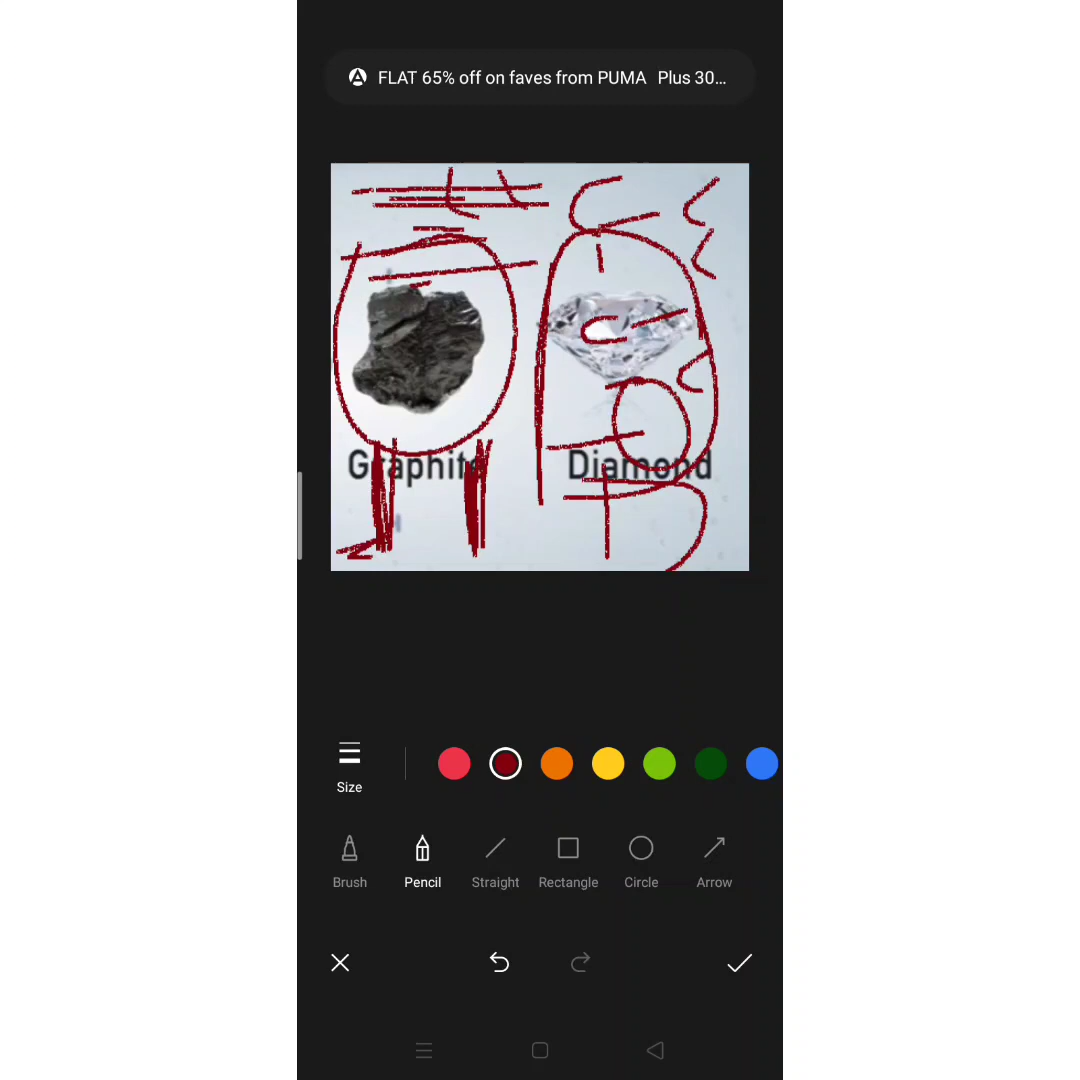 FLAT 65% off on faves from PUMA Plus 30...
Graphite Diamond
Size
Brush Pencil Straight Rectangle Circle Arrow